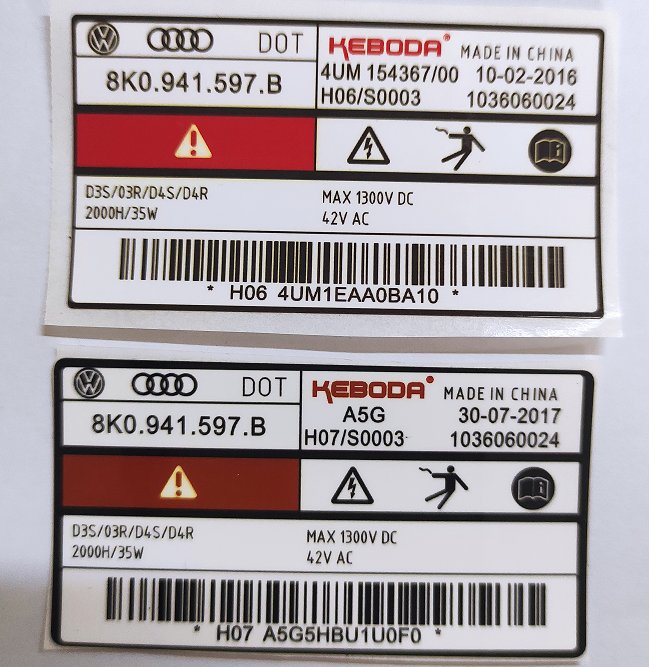 DOT
8K0.941.597.B
KEBODA MADE IN CHINA
4UM 154367/00 10-02-2016
H06/S0003 1036060024
D3S/03R/D4S/D4R
2000H/35W
MAX 1300V DC
42V AC
* H06 4UM1EAA0BA10 *
DOT
8K0.941.597.B
KEBODA MADE IN CHINA
A5G 30-07-2017
H07/S0003 1036060024
D3S/03R/D4S/D4R
2000H/35W
MAX 1300V DC
42V AC
* H07 A5G5HBU1U0F0 *